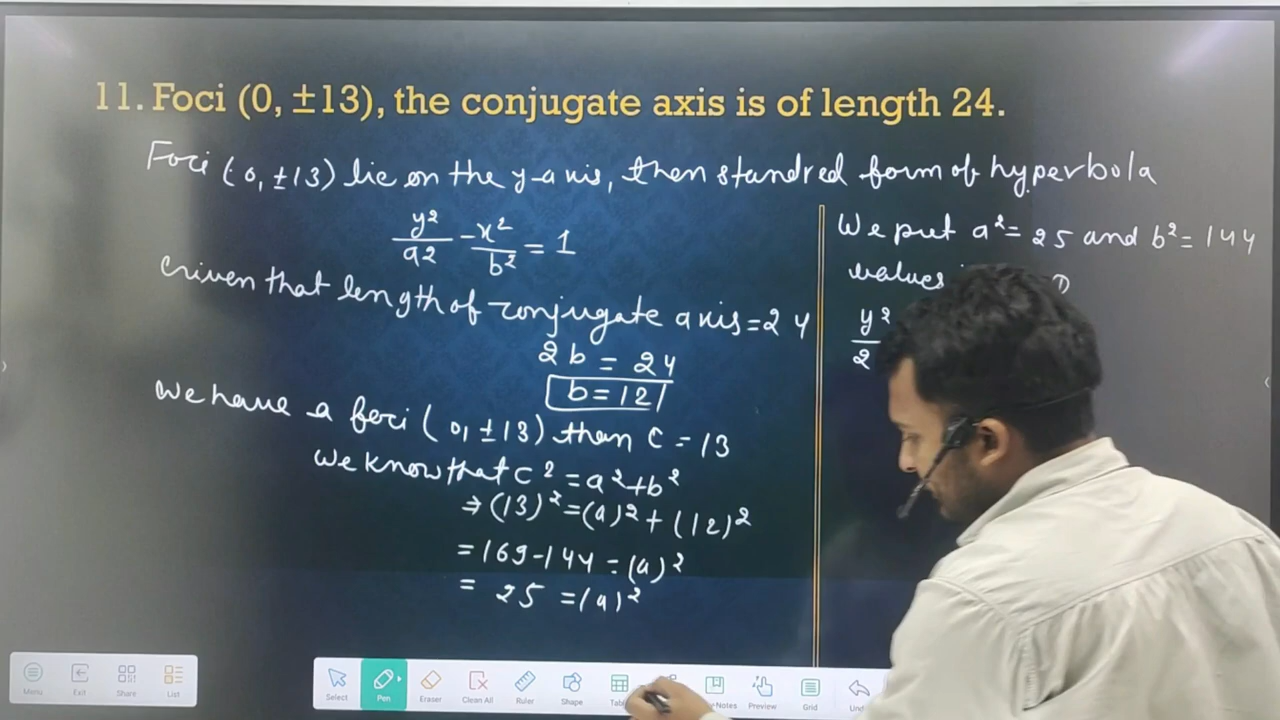 11. Foci (0, ±13), the conjugate axis is of length 24.
Foci (0, ±13) lie on the y-axis, then standred form of hyperbola
y²/a² - x²/b² = 1
Given that length of conjugate axis = 24
2b = 24
b = 12
We have a foci (0, ±13) then c = 13
We know that c² = a² + b²
⇒ (13)² = (a)² + (12)²
= 169 - 144 = (a)²
= 25 = (a)²
We put a² = 25 and b² = 144
values
y²
2
Menu Exit Share List
Select Pen Eraser Clean All Ruler Shape Notes Preview Grid